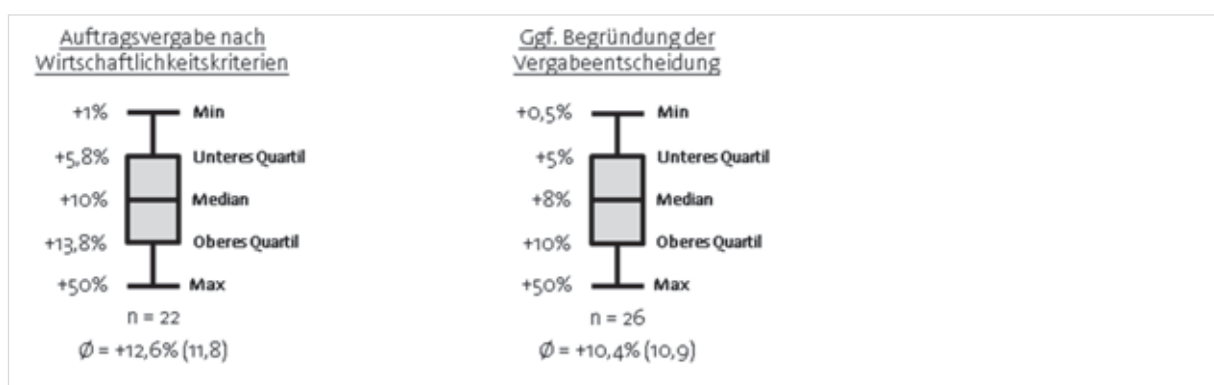 Auftragsvergabe nach
Wirtschaftlichkeitskriterien
+1% Min
+5,8% Unteres Quartil
+10% Median
+13,8% Oberes Quartil
+50% Max
n = 22
Ø = +12,6% (11,8)
Ggf. Begründung der
Vergabeentscheidung
+0,5% Min
+5% Unteres Quartil
+8% Median
+10% Oberes Quartil
+50% Max
n = 26
Ø = +10,4% (10,9)